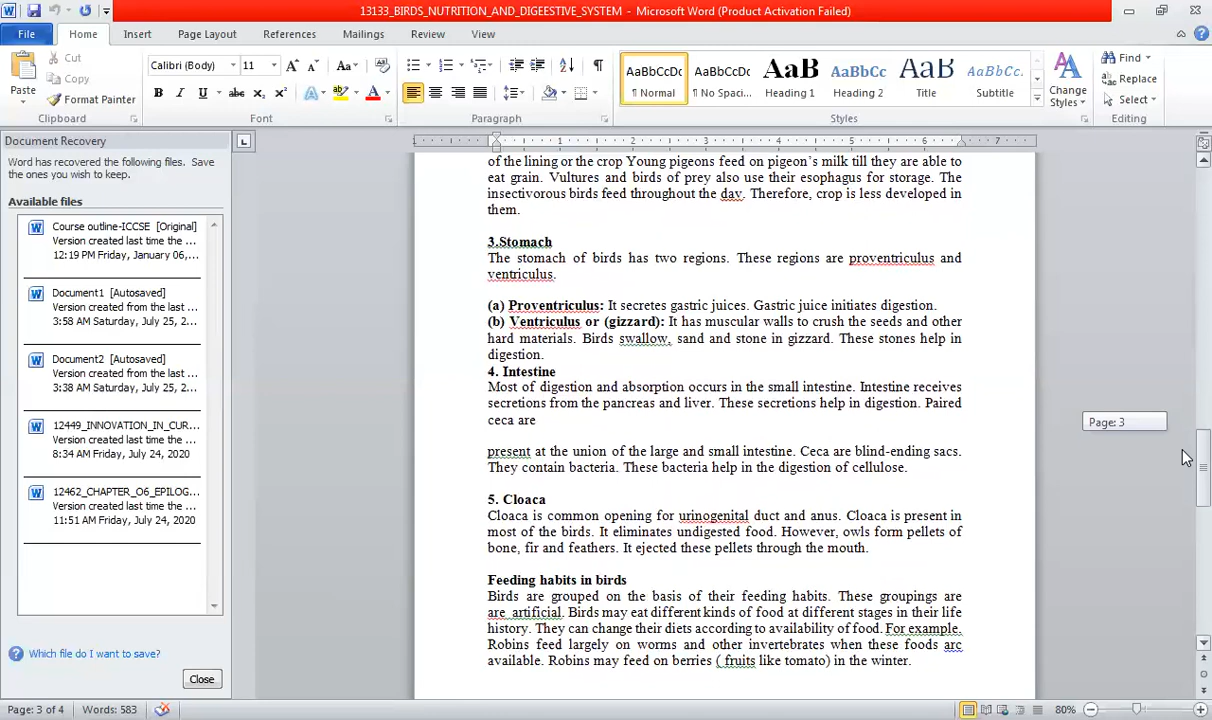 13133_BIRDS_NUTRITION_AND_DIGEESTIVE_SYSTEM - Microsoft Word (Product Activation Failed)
File Home Insert Page Layout References Mailings Review View
Paste
Cut
Copy
Format Painter
Clipboard
Calibri (Body) 11
Font
Paragraph
AaBbCcDc AaBbCcDc AaB AaBbCc AaB AaBbCc.
¶ Normal ¶ No Spaci... Heading 1 Heading 2 Title Subtitle
Change Styles
Styles
Find
Replace
Select
Editing
Document Recovery
Word has recovered the following files. Save
the ones you wish to keep.
Available files
Course outline-ICCSE [Original]
Version created last time the ...
12:19 PM Friday, January 06,...
Document1 [Autosaved]
Version created from the last ...
3:58 AM Saturday, July 25, 2...
Document2 [Autosaved]
Version created from the last ...
3:38 AM Saturday, July 25, 2...
12449_INNOVATION_IN_CUR...
Version created last time the ...
8:34 AM Friday, July 24, 2020
12462_CHAPTER_O6_EPILOG...
Version created last time the ...
11:51 AM Friday, July 24, 2020
Which file do I want to save?
Close
1 1 2 3 4 5 6 7
of the lining or the crop Young pigeons feed on pigeon's milk till they are able to
eat grain. Vultures and birds of prey also use their esophagus for storage. The
insectivorous birds feed throughout the dav. Therefore, crop is less developed in
them.
3.Stomach
The stomach of birds has two regions. These regions are proventriculus and
ventriculus.
(a) Proventriculus: It secretes gastric juices. Gastric juice initiates digestion.
(b) Ventriculus or (gizzard): It has muscular walls to crush the seeds and other
hard materials. Birds swallow, sand and stone in gizzard. These stones help in
digestion.
4. Intestine
Most of digestion and absorption occurs in the small intestine. Intestine receives
secretions from the pancreas and liver. These secretions help in digestion. Paired
ceca are
present at the union of the large and small intestine. Ceca are blind-ending sacs.
They contain bacteria. These bacteria help in the digestion of cellulose.
5. Cloaca
Cloaca is common opening for urinogenital duct and anus. Cloaca is present in
most of the birds. It eliminates undigested food. However, owls form pellets of
bone, fir and feathers. It ejected these pellets through the mouth.
Feeding habits in birds
Birds are grouped on the basis of their feeding habits. These groupings are
are artificial. Birds may eat different kinds of food at different stages in their life
history. They can change their diets according to availability of food. For example.
Robins feed largely on worms and other invertebrates when these foods arc
available. Robins may feed on berries ( fruits like tomato) in the winter.
Page: 3
Page: 3 of 4 Words: 583 80%